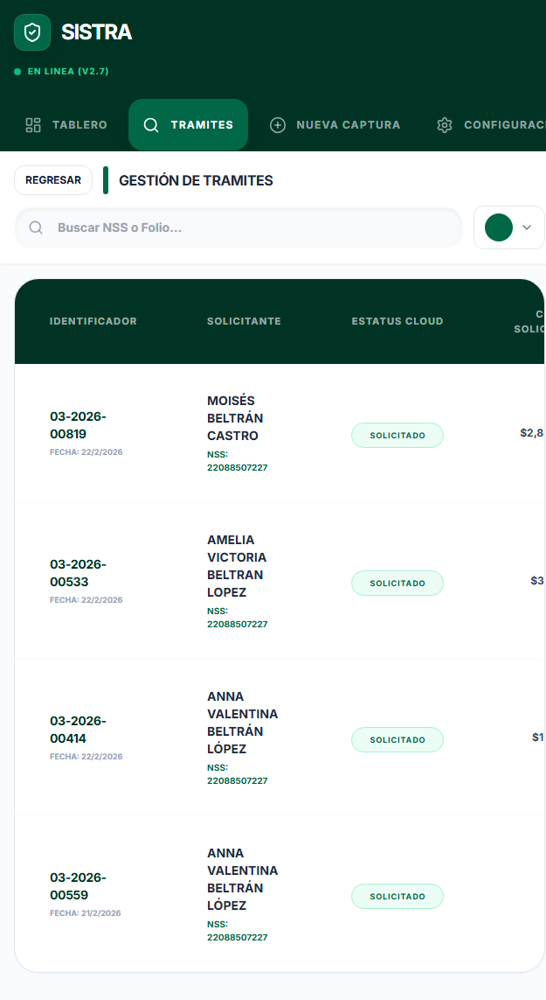 SISTRA
EN LINEA (V2.7)
TABLERO
TRAMITES
NUEVA CAPTURA
CONFIGURAC
REGRESAR
GESTIÓN DE TRAMITES
Buscar NSS o Folio...
IDENTIFICADOR
SOLICITANTE
ESTATUS CLOUD
C
SOLIC
03-2026-
00819
FECHA: 22/2/2026
MOISÉS
BELTRÁN
CASTRO
NSS:
22088507227
SOLICITADO
$2,8
03-2026-
00533
FECHA: 22/2/2026
AMELIA
VICTORIA
BELTRAN
LOPEZ
NSS:
22088507227
SOLICITADO
$3
03-2026-
00414
FECHA: 22/2/2026
ANNA
VALENTINA
BELTRÁN
LÓPEZ
NSS:
22088507227
SOLICITADO
$1
03-2026-
00559
FECHA: 21/2/2026
ANNA
VALENTINA
BELTRÁN
LÓPEZ
NSS:
22088507227
SOLICITADO